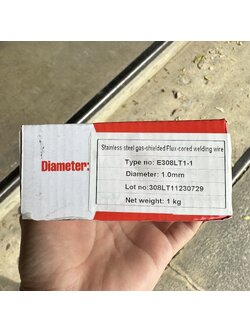 Diameter:
Stainless steel gas-shielded Flux-cored welding wire
Type no: E308LT1-1
Diameter: 1.0mm
Lot no:308LT11230729
Net weight: 1 kg